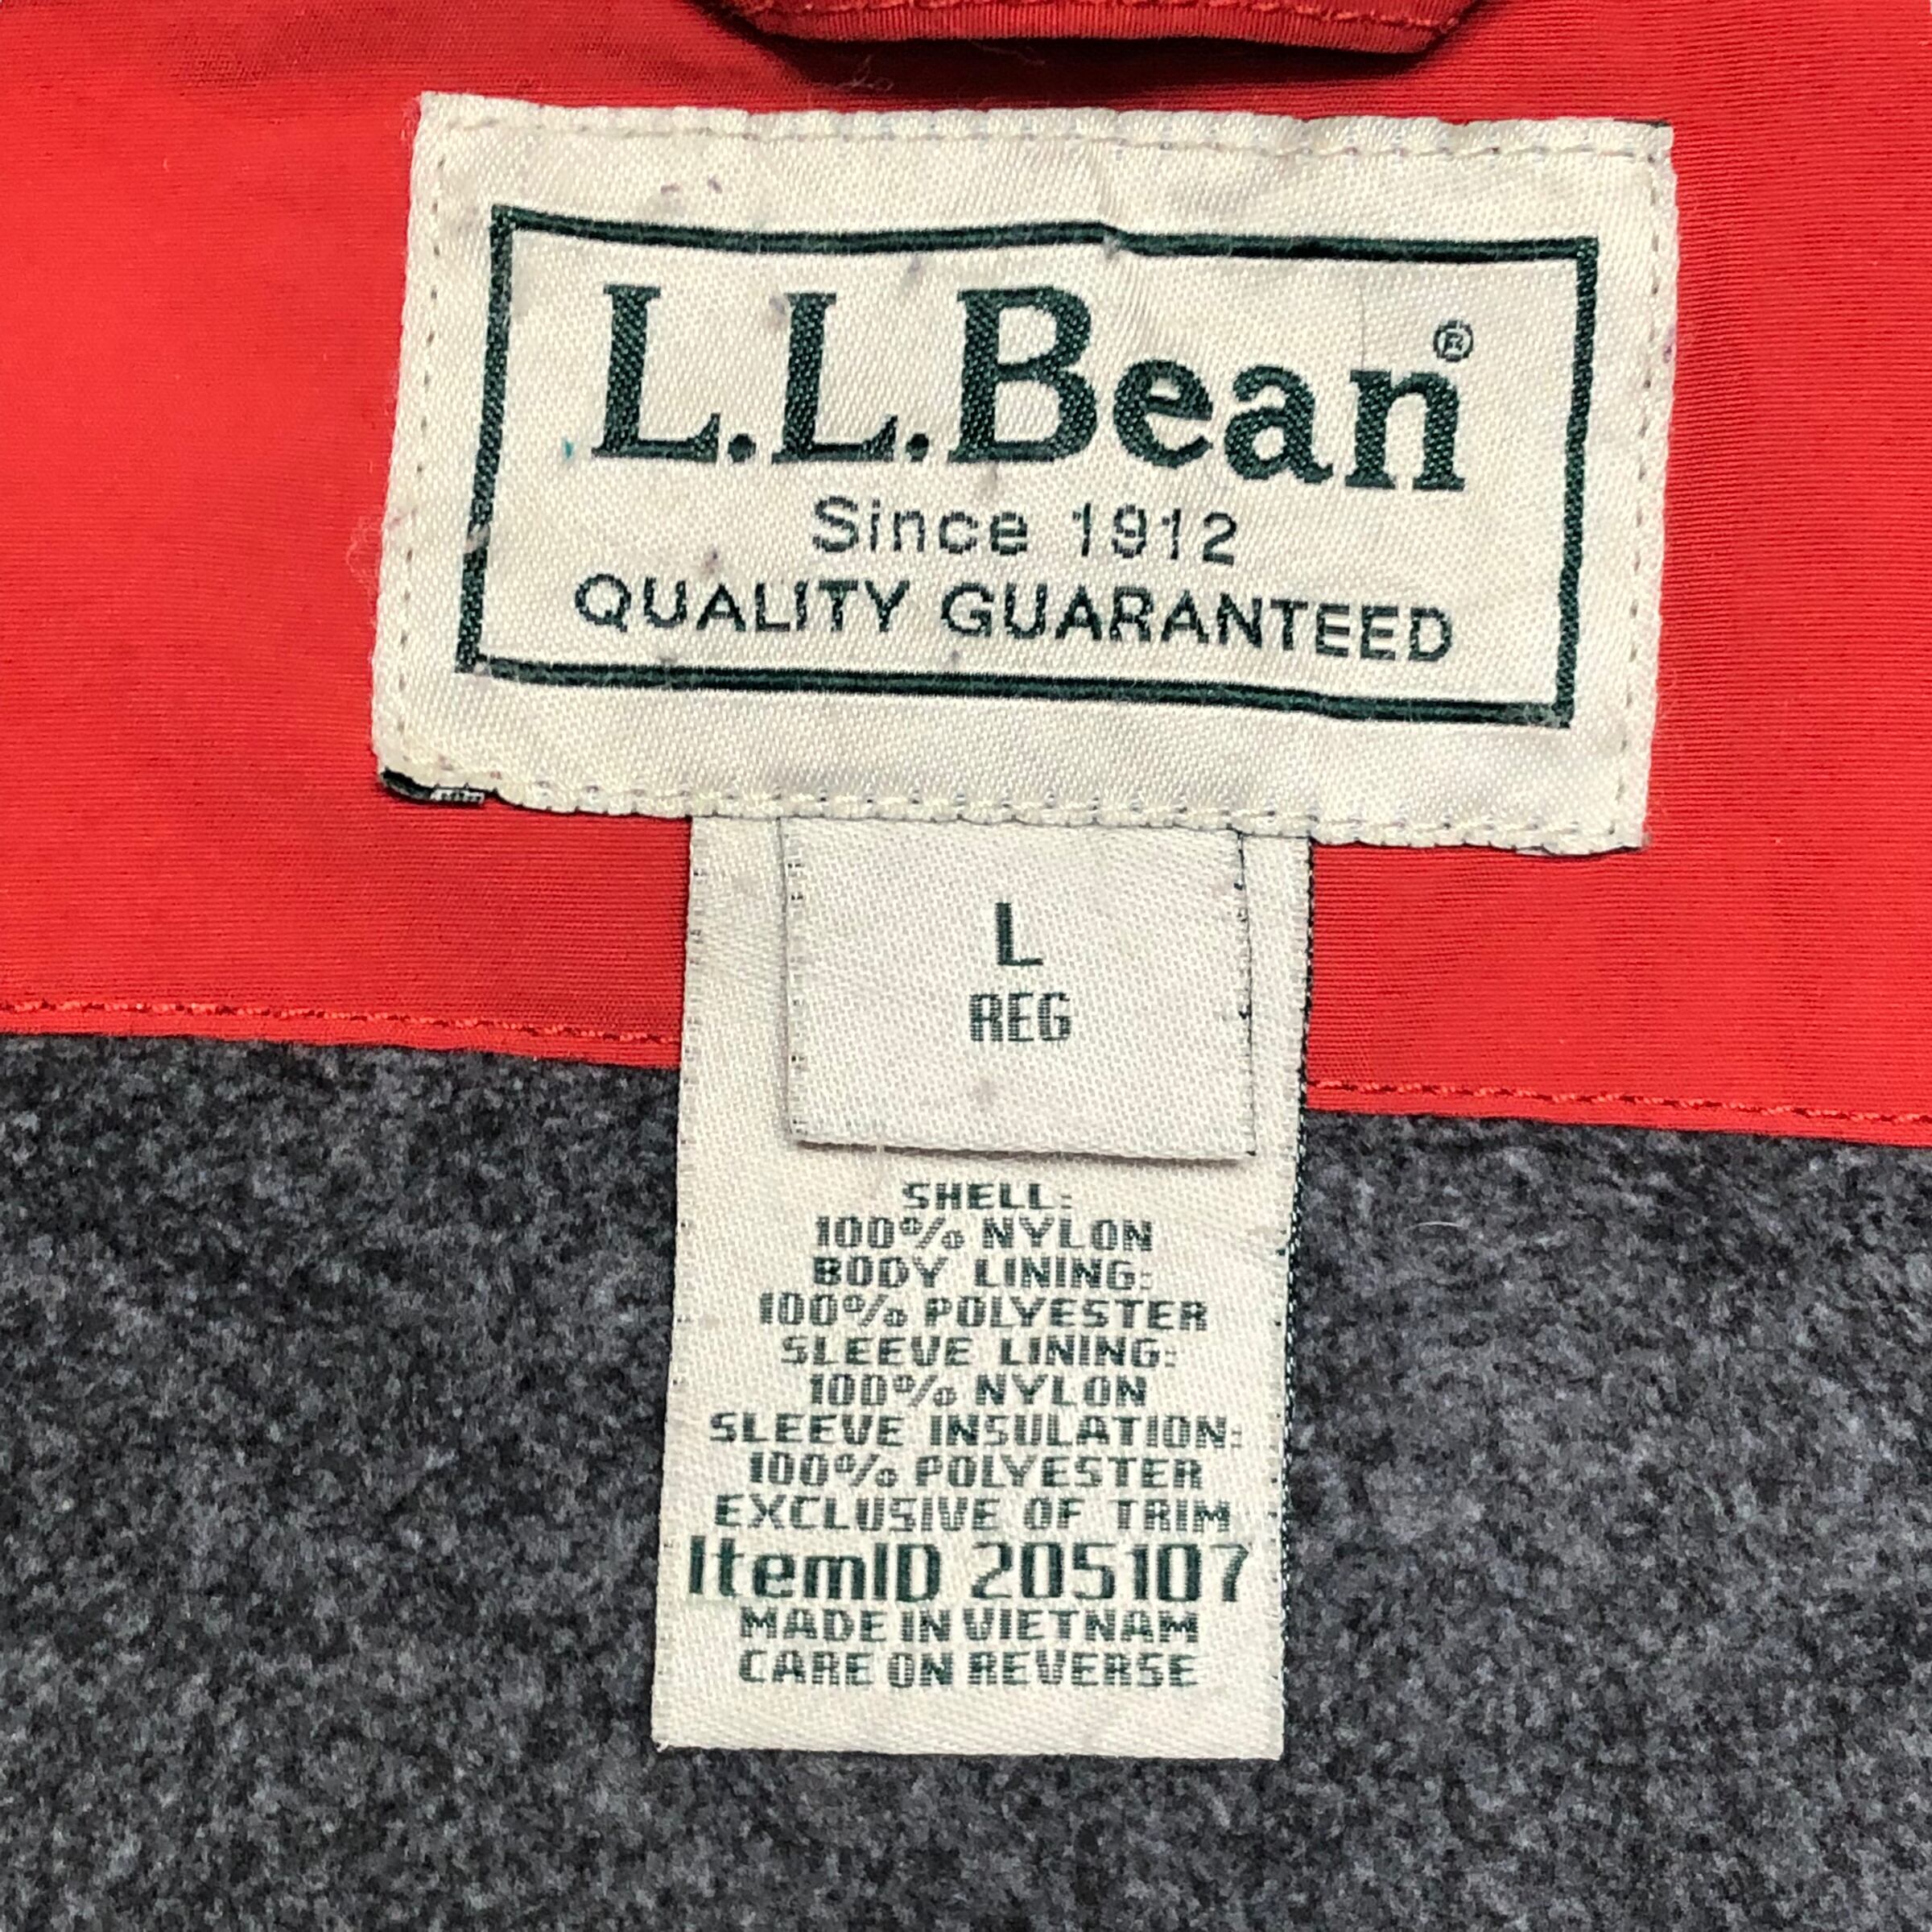 L.L.Bean®
Since 1912
QUALITY GUARANTEED
L
REG
SHELL:
100% NYLON
BODY LINING:
100% POLYESTER
SLEEVE LINING:
100% NYLON
SLEEVE INSULATION:
100% POLYESTER
EXCLUSIVE OF TRIM
ItemID 205107
MADE IN VIETNAM
CARE ON REVERSE